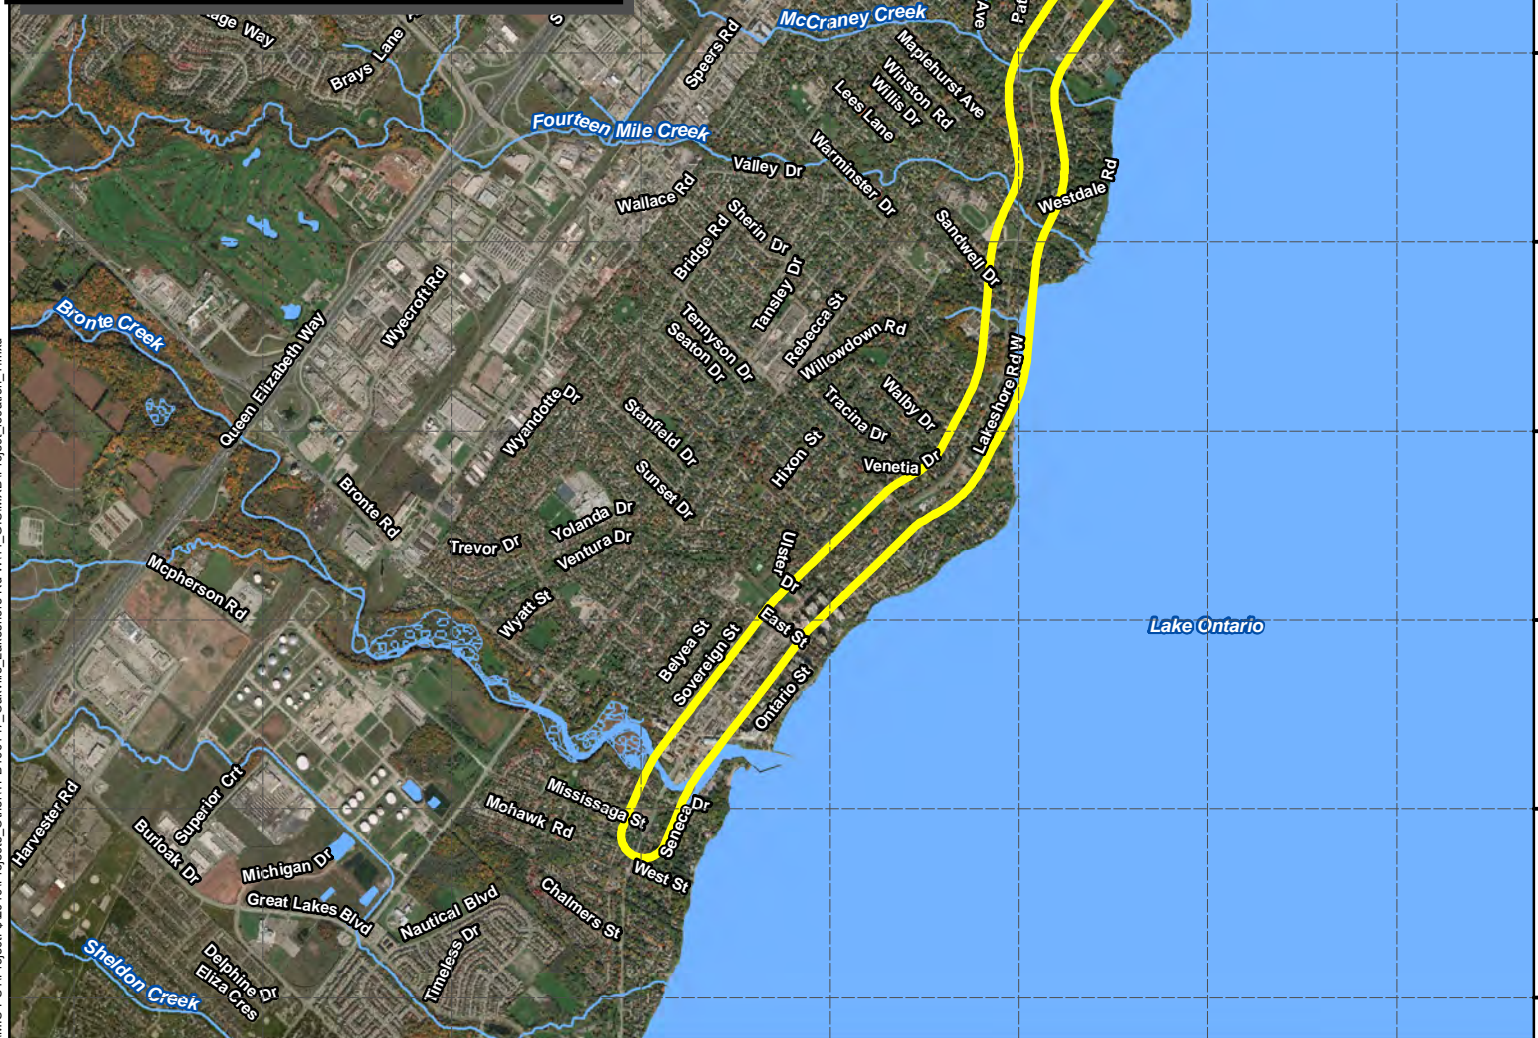 McCraney Creek
Ave
Brays Lane
Speers Rd
Maplehurst Ave
Winston Rd
Willis Dr
Lees Lane
Fourteen Mile Creek
Valley Dr
Warminster Dr
Wallace Rd
Westdale Rd
Sherin Dr
Bridge Rd
Sandwell Dr
Tansley Dr
Bronte Creek
Wyecroft Rd
Queen Elizabeth Way
Tennyson Dr
Seaton Dr
Rebecca St
Willowdown Rd
Lakeshore Rd W
Wyandotte Dr
Stanfield Dr
Tracina Dr
Walby Dr
Hixon St
Venetia Dr
Sunset Dr
Bronte Rd
Yolanda Dr
Trevor Dr
Ventura Dr
Ulster Dr
Mcpherson Rd
Wyatt St
East St
Lake Ontario
Belyea St
Sovereign St
Ontario St
Superior Crt
Harvester Rd
Mississaga St
Mohawk Rd
Seneca Dr
Burloak Dr
Michigan Dr
West St
Great Lakes Blvd
Nautical Blvd
Chalmers St
Timeless Dr
Sheldon Creek
Delphine Dr
Eliza Cres